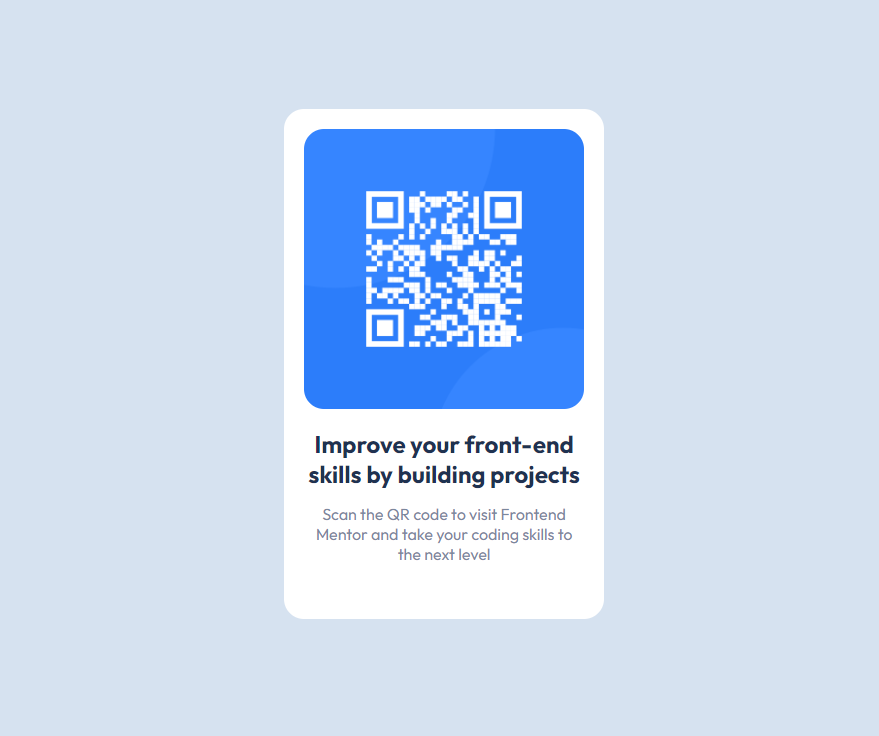 Improve your front-end
skills by building projects
Scan the QR code to visit Frontend
Mentor and take your coding skills to
the next level